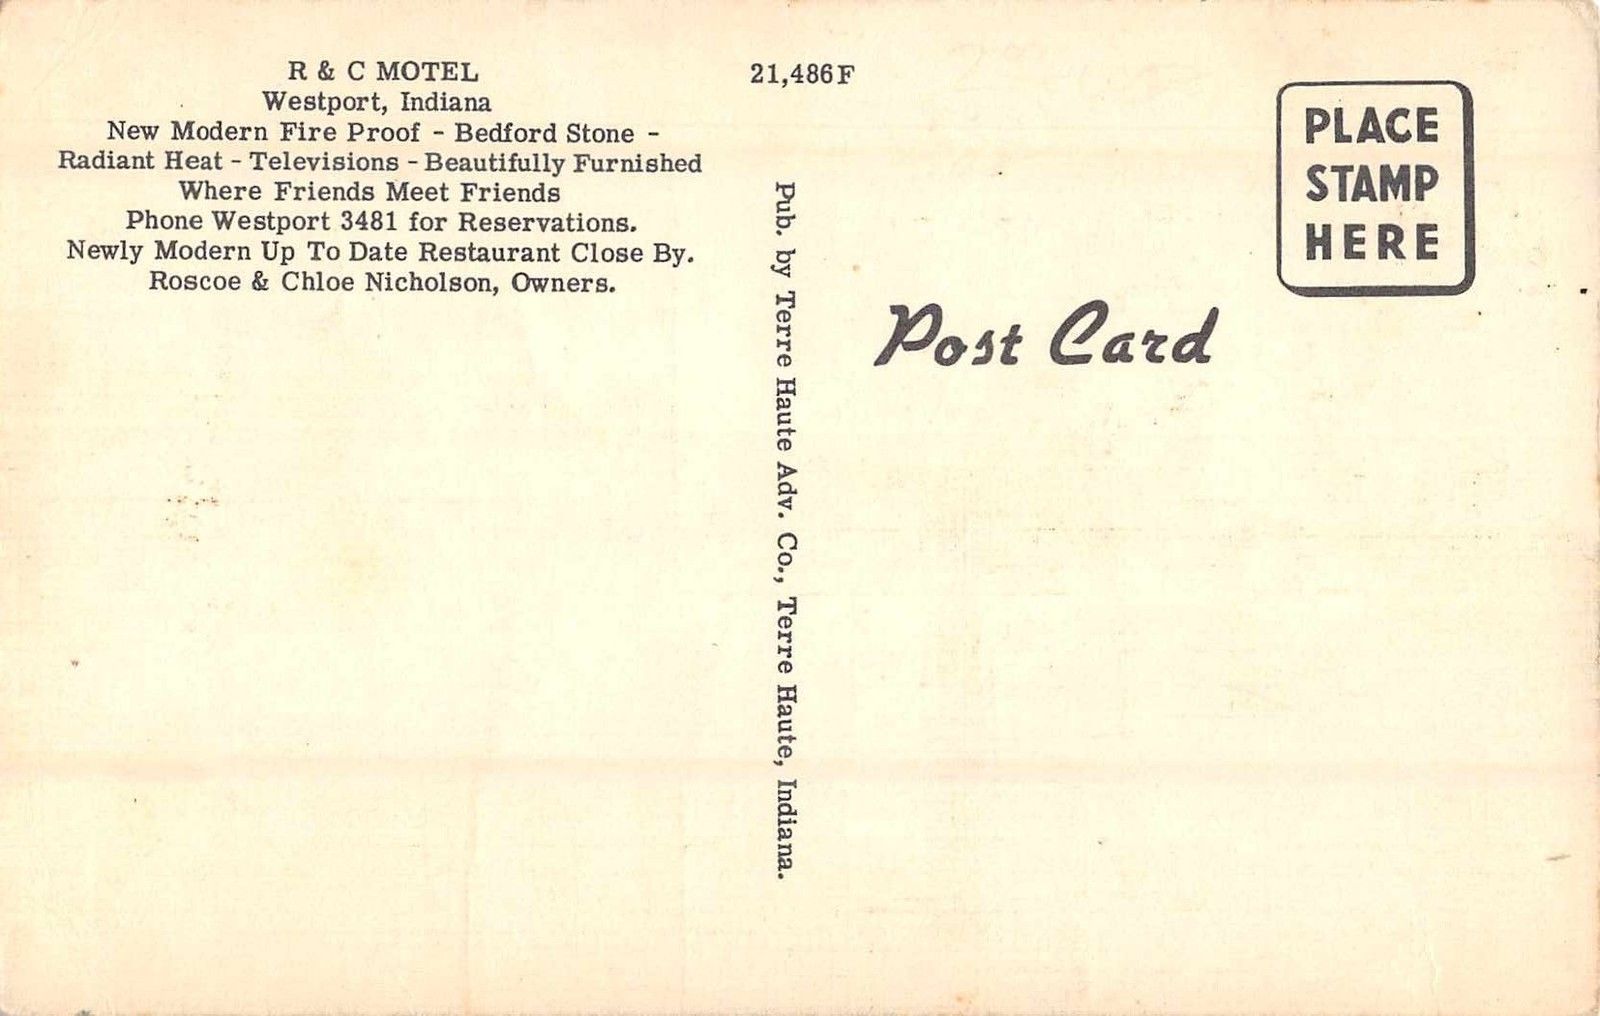 R & C MOTEL
Westport, Indiana
New Modern Fire Proof - Bedford Stone -
Radiant Heat - Televisions - Beautifully Furnished
Where Friends Meet Friends
Phone Westport 3481 for Reservations.
Newly Modern Up To Date Restaurant Close By.
Roscoe & Chloe Nicholson, Owners.
21,486F
Pub. by Terre Haute Adv. Co., Terre Haute, Indiana.
PLACE
STAMP
HERE
Post Card